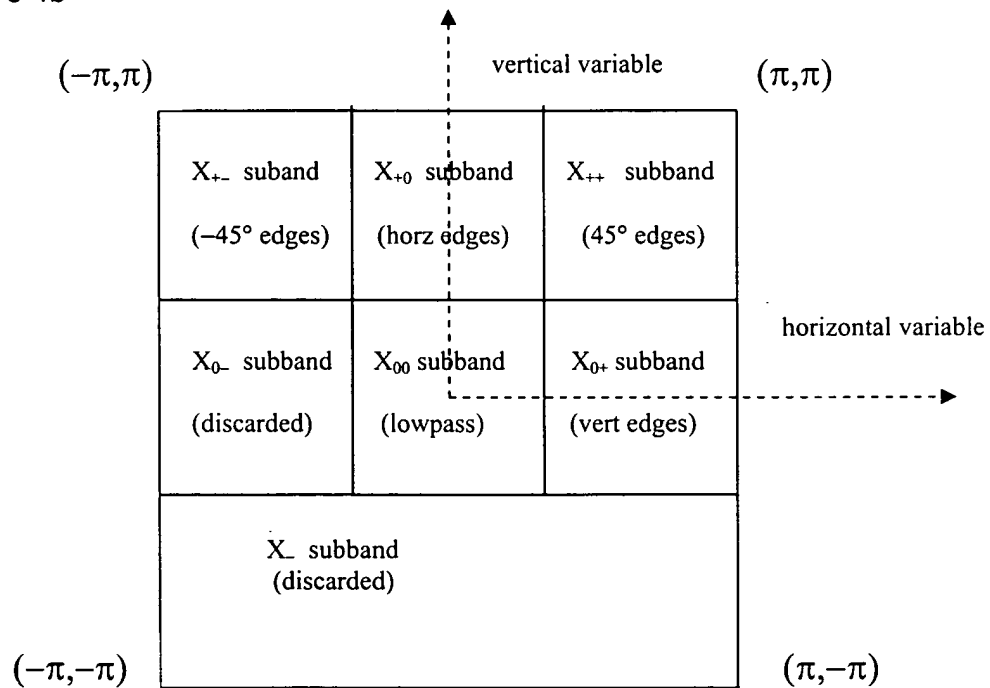 vertical variable
(−π,π)
(π,π)
X₊₋ suband
X₊₀ subband
X₊₊ subband
(−45° edges)
(horz edges)
(45° edges)
horizontal variable
X₀₋ subband
X₀₀ subband
X₀₊ subband
(discarded)
(lowpass)
(vert edges)
X₋ subband
(discarded)
(−π,−π)
(π,−π)